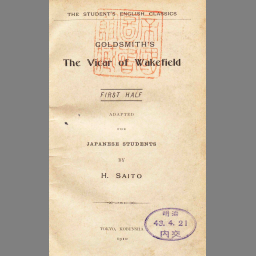 THE STUDENT'S ENGLISH CLASSICS
GOLDSMITH'S
The Vicar of Wakefield
FIRST HALF
ADAPTED
FOR
JAPANESE STUDENTS
BY
H. SAITO
TOKYO, KOBUNSHA
1910
明治
43.4.21
内交